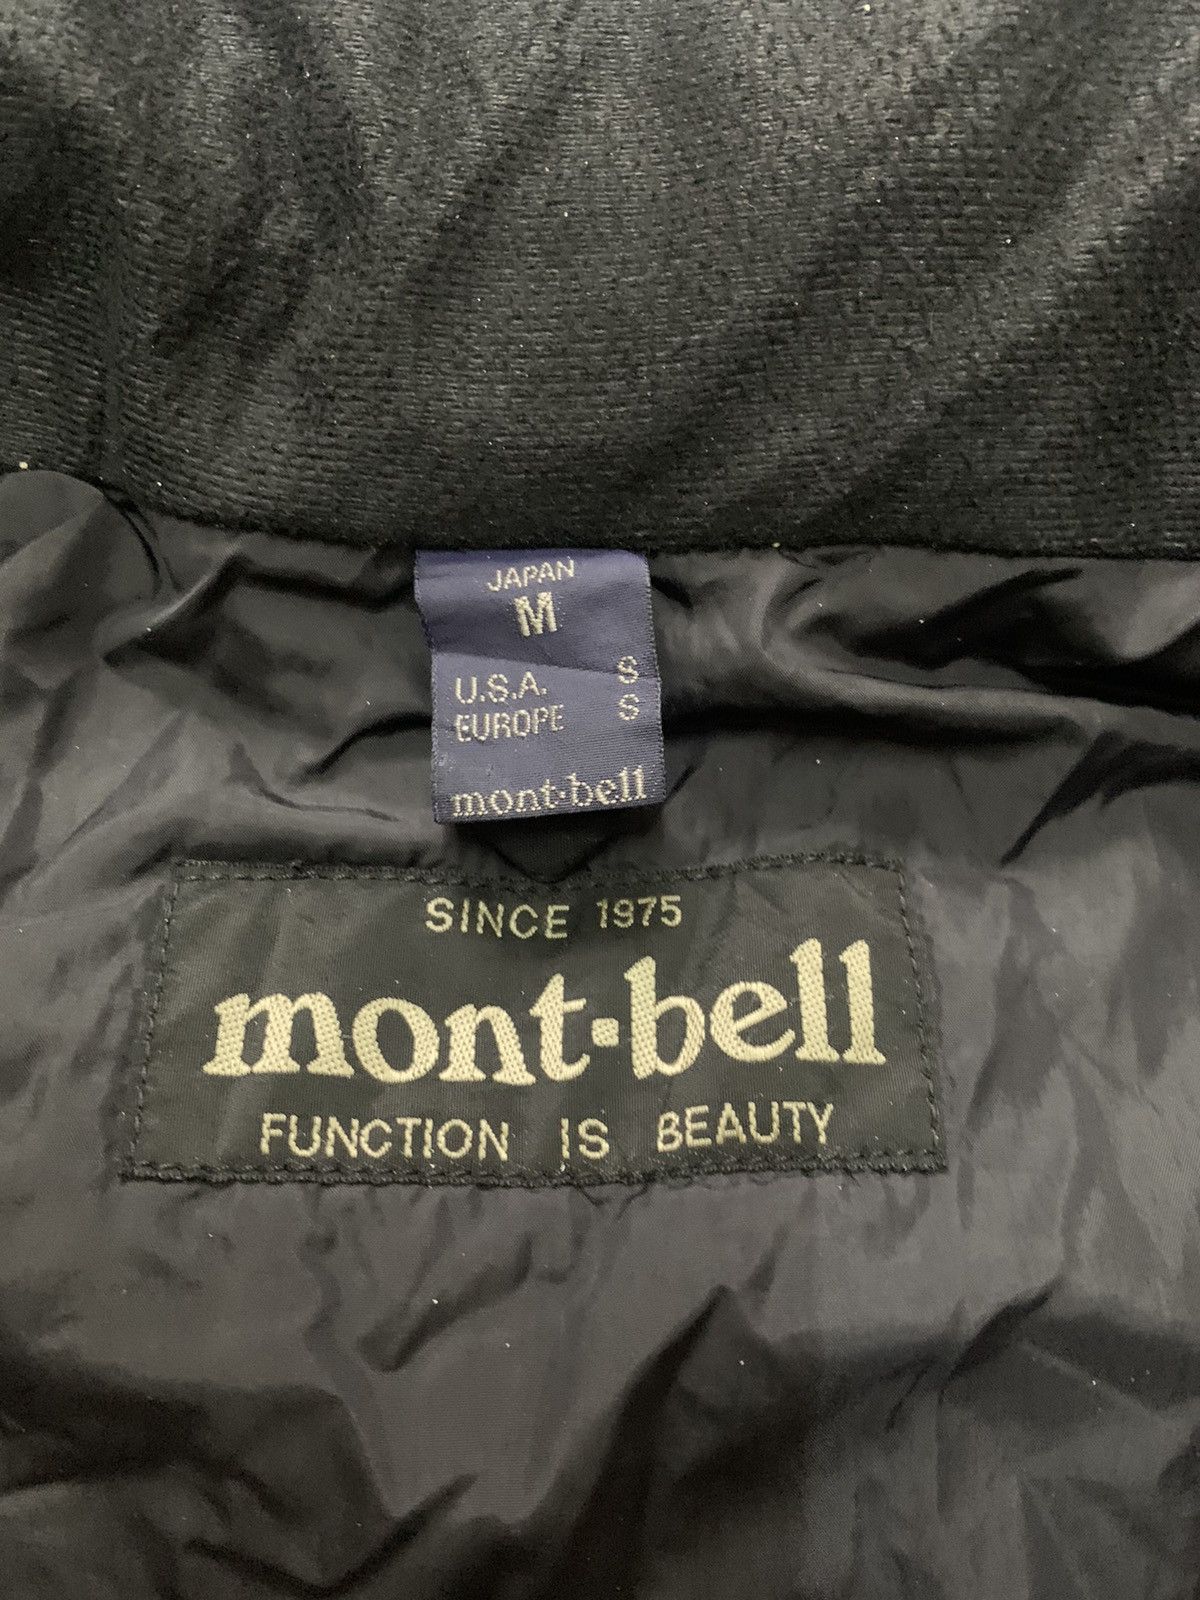 JAPAN
M
U.S.A. S
EUROPE S
mont·bell
SINCE 1975
mont·bell
FUNCTION IS BEAUTY